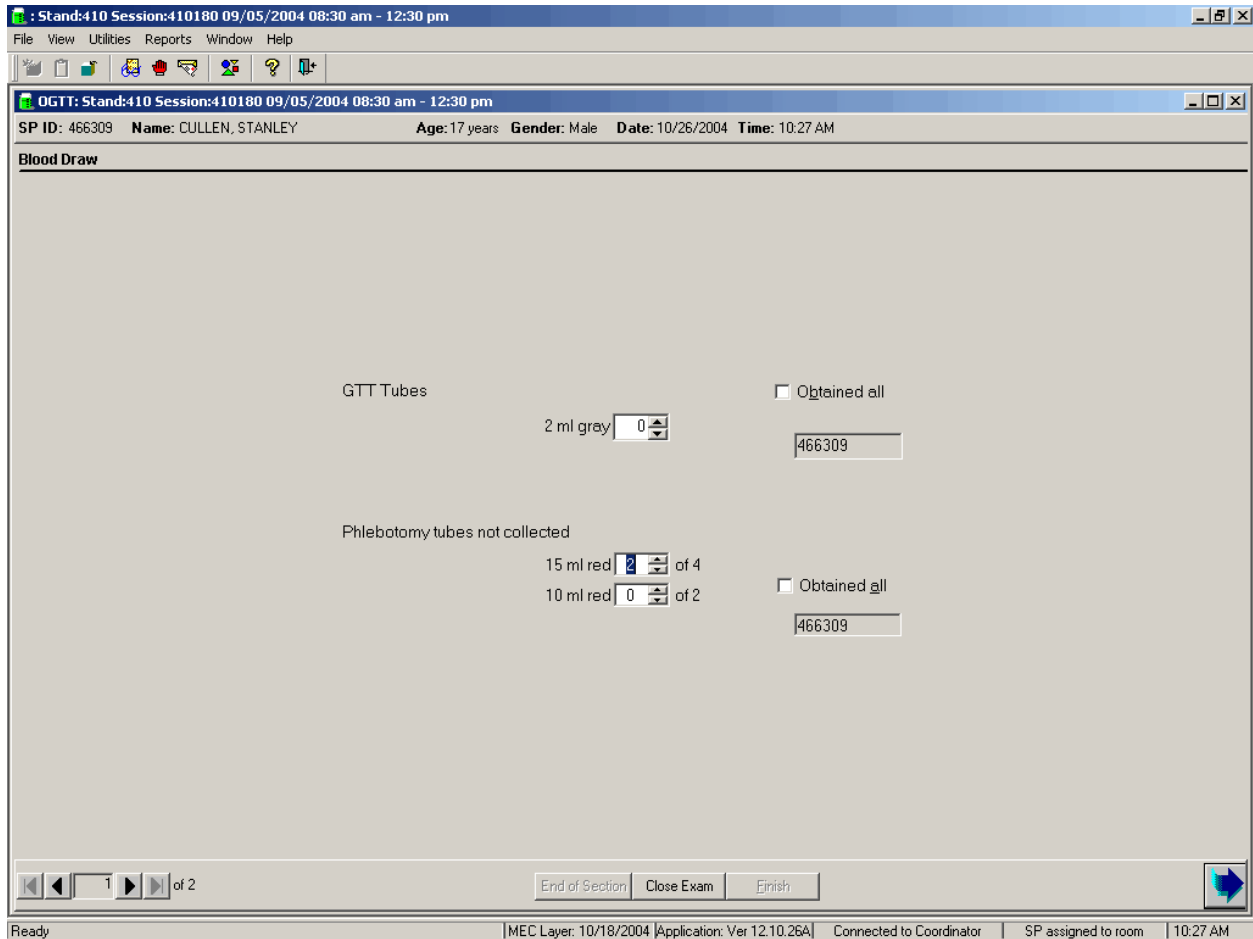 : Stand:410 Session:410180 09/05/2004 08:30 am - 12:30 pm
File View Utilities Reports Window Help
OGTT: Stand:410 Session:410180 09/05/2004 08:30 am - 12:30 pm
SP ID: 466309 Name: CULLEN, STANLEY Age: 17 years Gender: Male Date: 10/26/2004 Time: 10:27 AM
Blood Draw
GTT Tubes Obtained all
2 ml gray 0
466309
Phlebotomy tubes not collected
15 ml red 2 of 4
Obtained all
10 ml red 0 of 2
466309
1 of 2 End of Section Close Exam Finish
Ready MEC Layer: 10/18/2004 Application: Ver 12.10.26A Connected to Coordinator SP assigned to room 10:27 AM